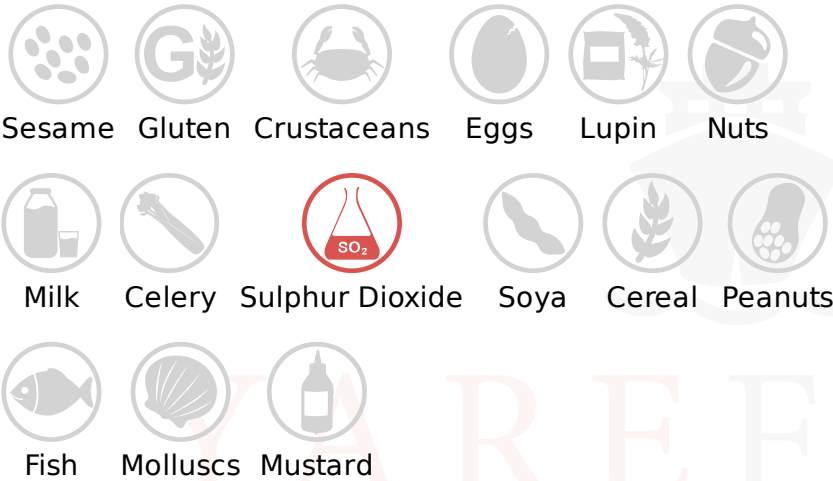 G
Sesame Gluten Crustaceans Eggs Lupin Nuts
SO₂
Milk Celery Sulphur Dioxide Soya Cereal Peanuts
Fish Molluscs Mustard
Y A R E F